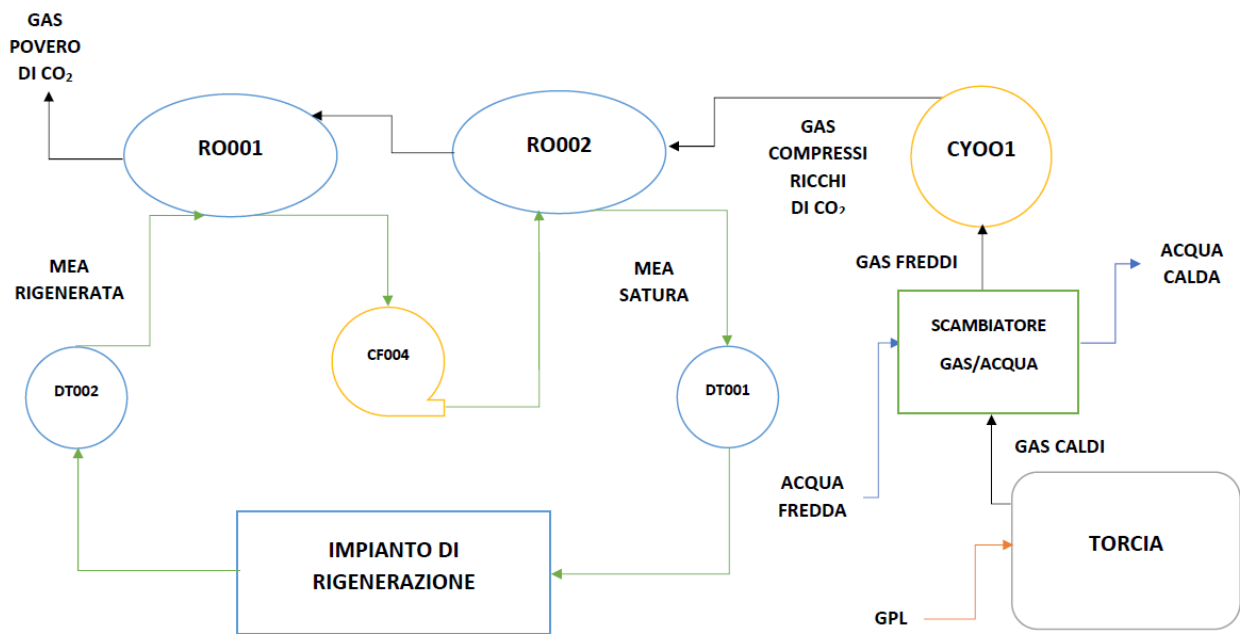 GAS
POVERO
DI CO₂
RO001
RO002
CYOO1
GAS
COMPRESSI
RICCHI
DI CO₂
GAS FREDDI
ACQUA
CALDA
MEA
RIGENERATA
MEA
SATURA
SCAMBIATORE
GAS/ACQUA
CF004
DT002
DT001
GAS CALDI
ACQUA
FREDDA
IMPIANTO DI
RIGENERAZIONE
TORCIA
GPL